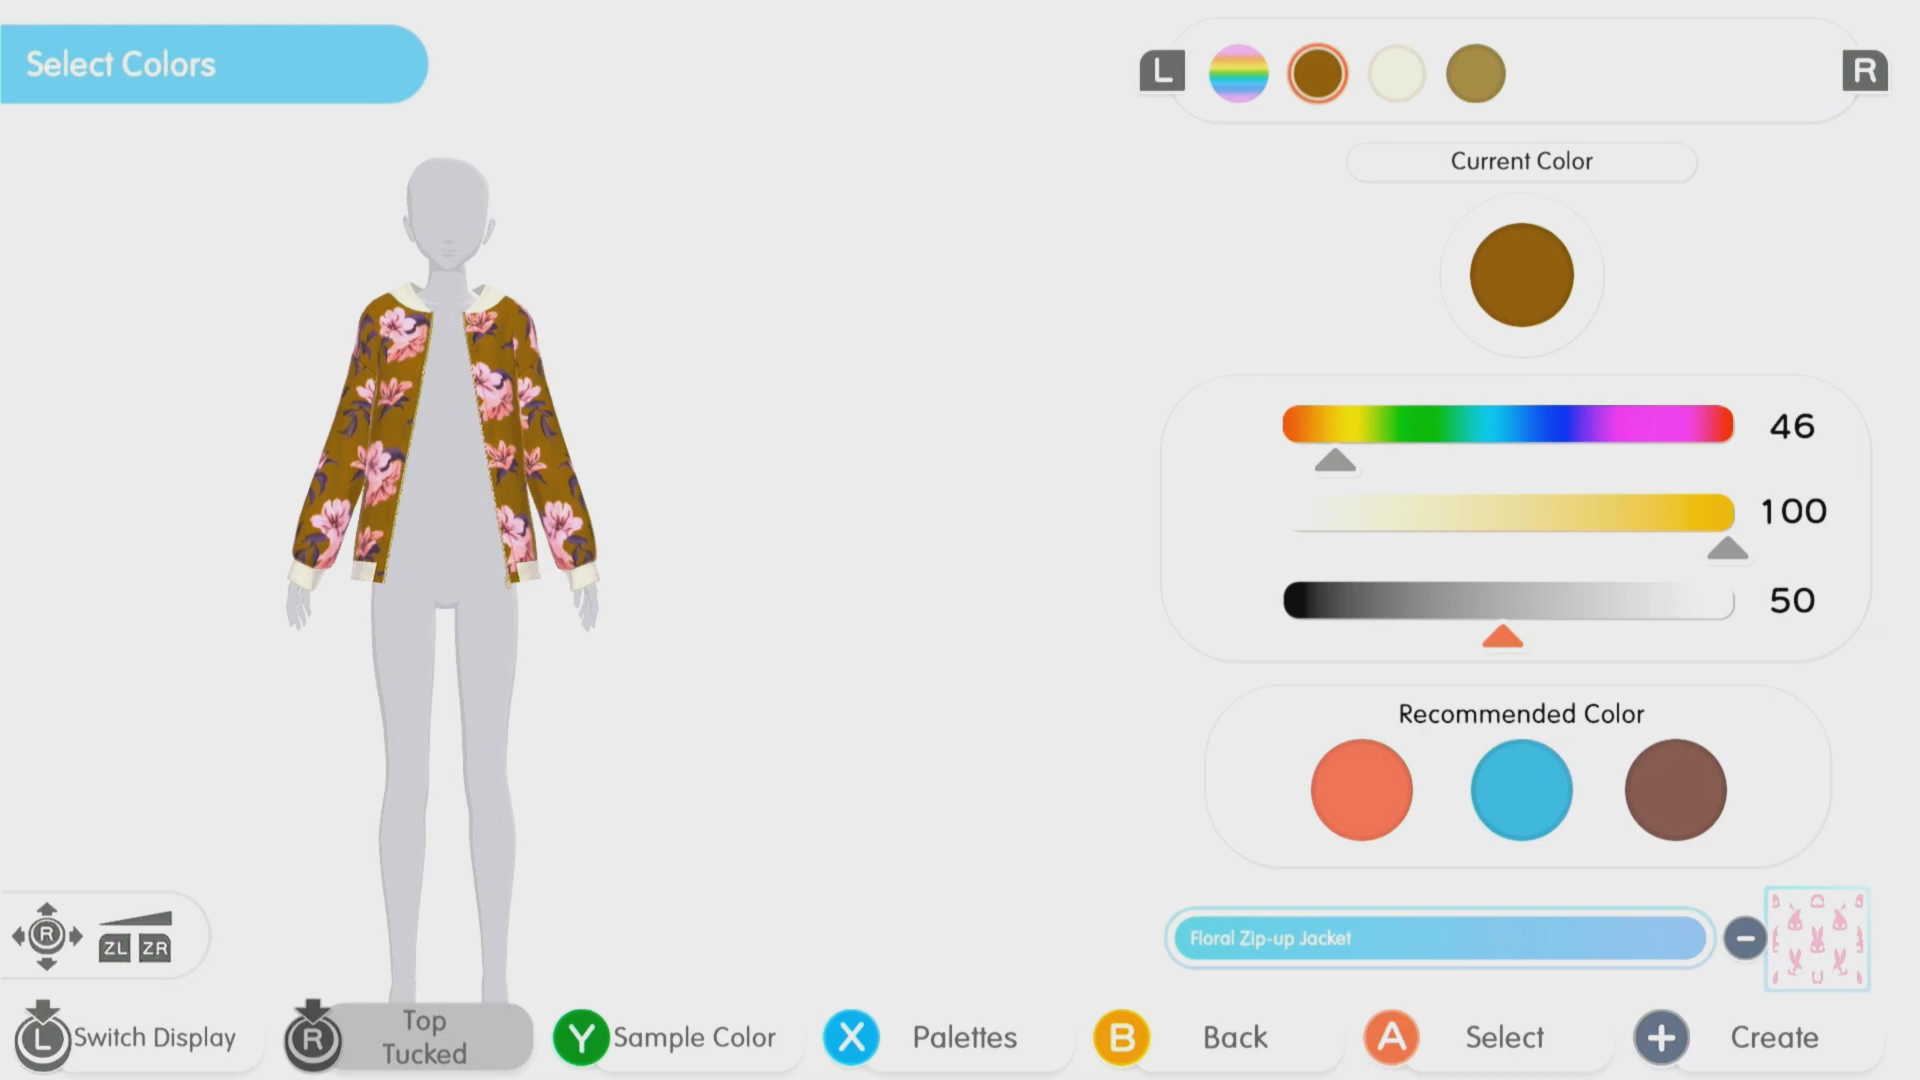 Select Colors
L
R
Current Color
46
100
50
Recommended Color
Floral Zip-up Jacket
R
ZL ZR
L Switch Display
R Top Tucked
Y Sample Color
X Palettes
B Back
A Select
+ Create